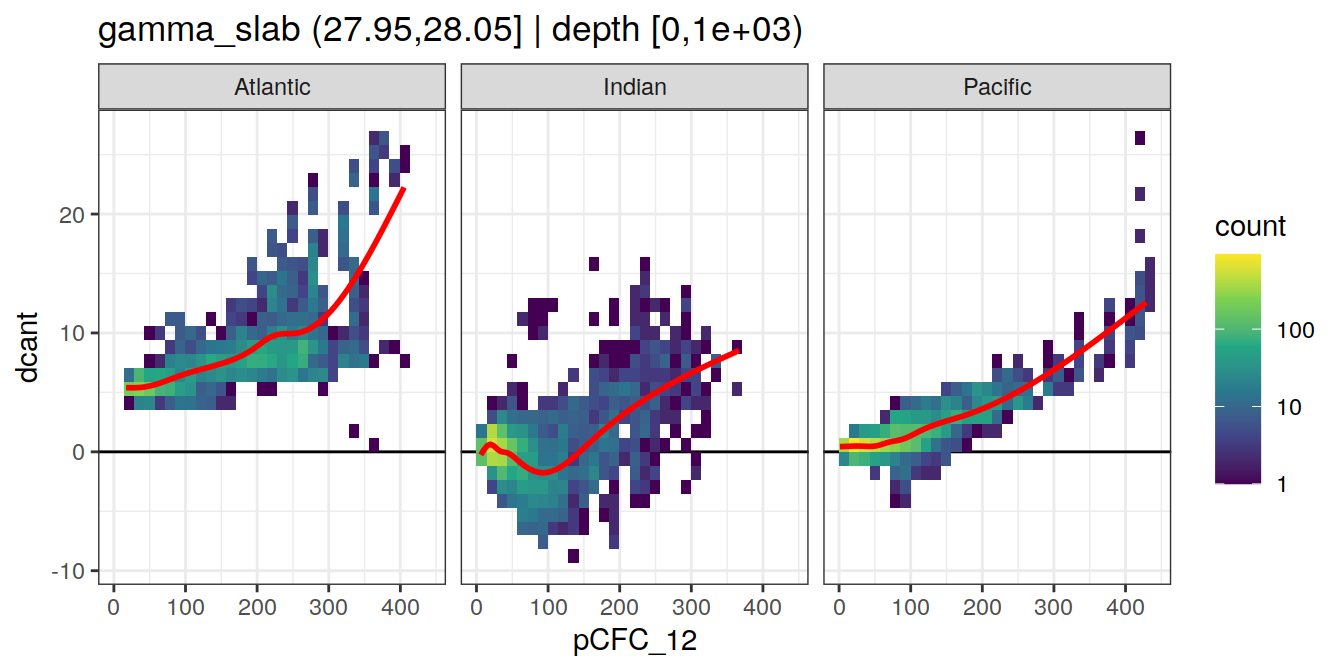 gamma_slab (27.95,28.05] | depth [0,1e+03)
Atlantic Indian Pacific
dcant
20
10
0
-10
0 100 200 300 400 0 100 200 300 400 0 100 200 300 400
pCFC_12
count
100
10
1